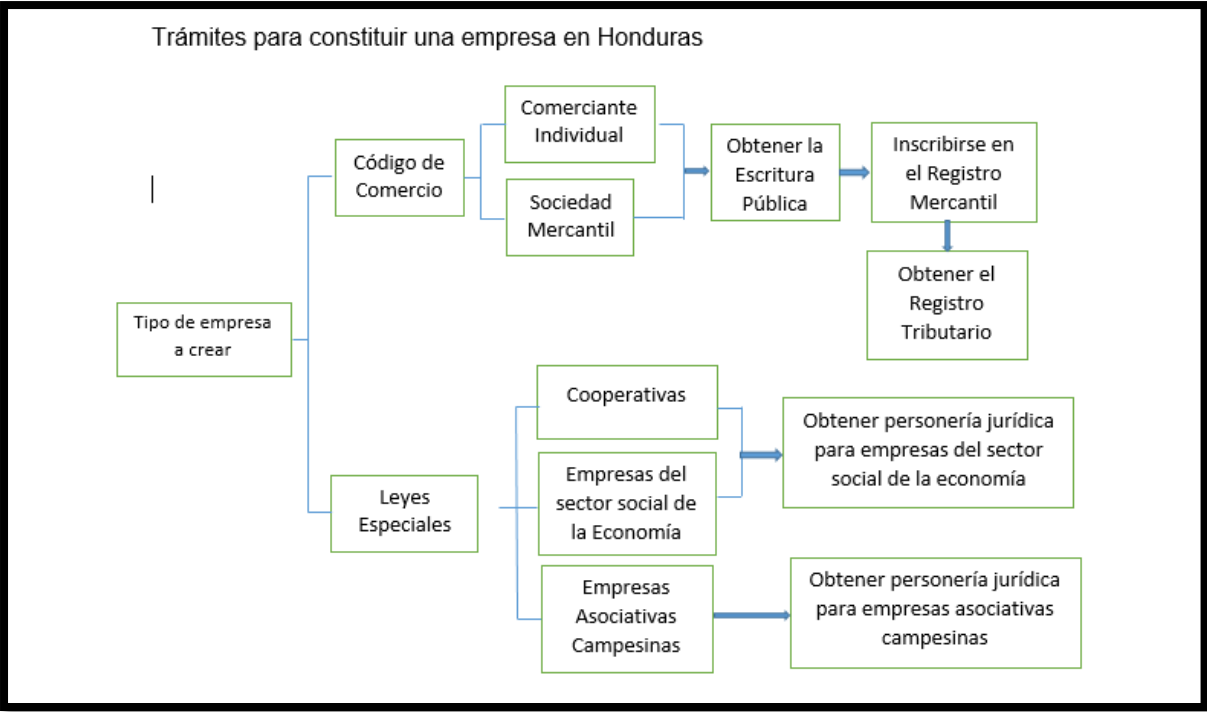 Trámites para constituir una empresa en Honduras
Comerciante
Individual
Código de
Comercio
Sociedad
Mercantil
Obtener la
Escritura
Pública
Inscribirse en
el Registro
Mercantil
Obtener el
Registro
Tributario
Tipo de empresa
a crear
Leyes
Especiales
Cooperativas
Empresas del
sector social de
la Economía
Obtener personería jurídica
para empresas del sector
social de la economía
Empresas
Asociativas
Campesinas
Obtener personería jurídica
para empresas asociativas
campesinas